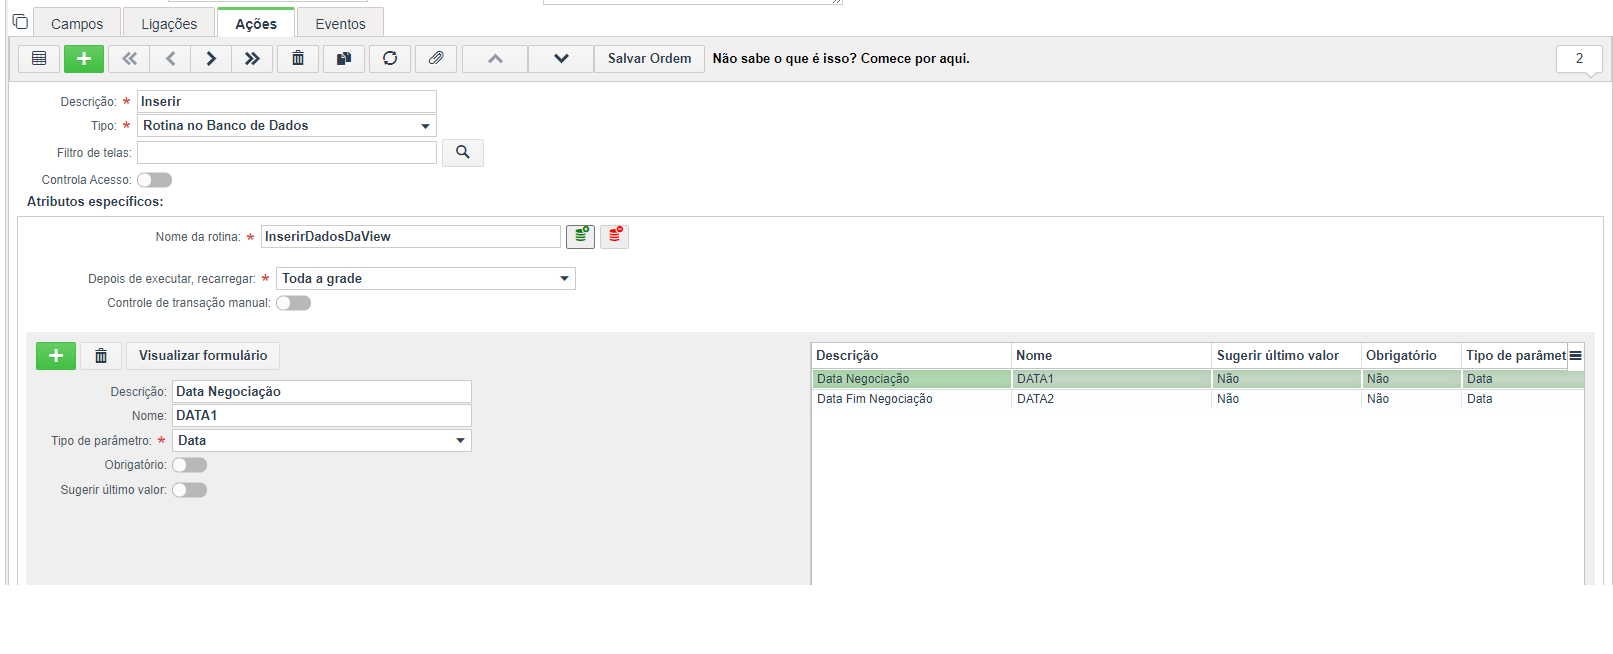 Campos Ligações Ações Eventos
Salvar Ordem Não sabe o que é isso? Comece por aqui. 2
Descrição: * Inserir
Tipo: * Rotina no Banco de Dados
Filtro de telas:
Controla Acesso:
Atributos específicos:
Nome da rotina: * InserirDadosDaView
Depois de executar, recarregar: * Toda a grade
Controle de transação manual:
Visualizar formulário
Descrição: Data Negociação
Nome: DATA1
Tipo de parâmetro: * Data
Obrigatório:
Sugerir último valor:
Descrição Nome Sugerir último valor Obrigatório Tipo de parâmet
Data Negociação DATA1 Não Não Data
Data Fim Negociação DATA2 Não Não Data